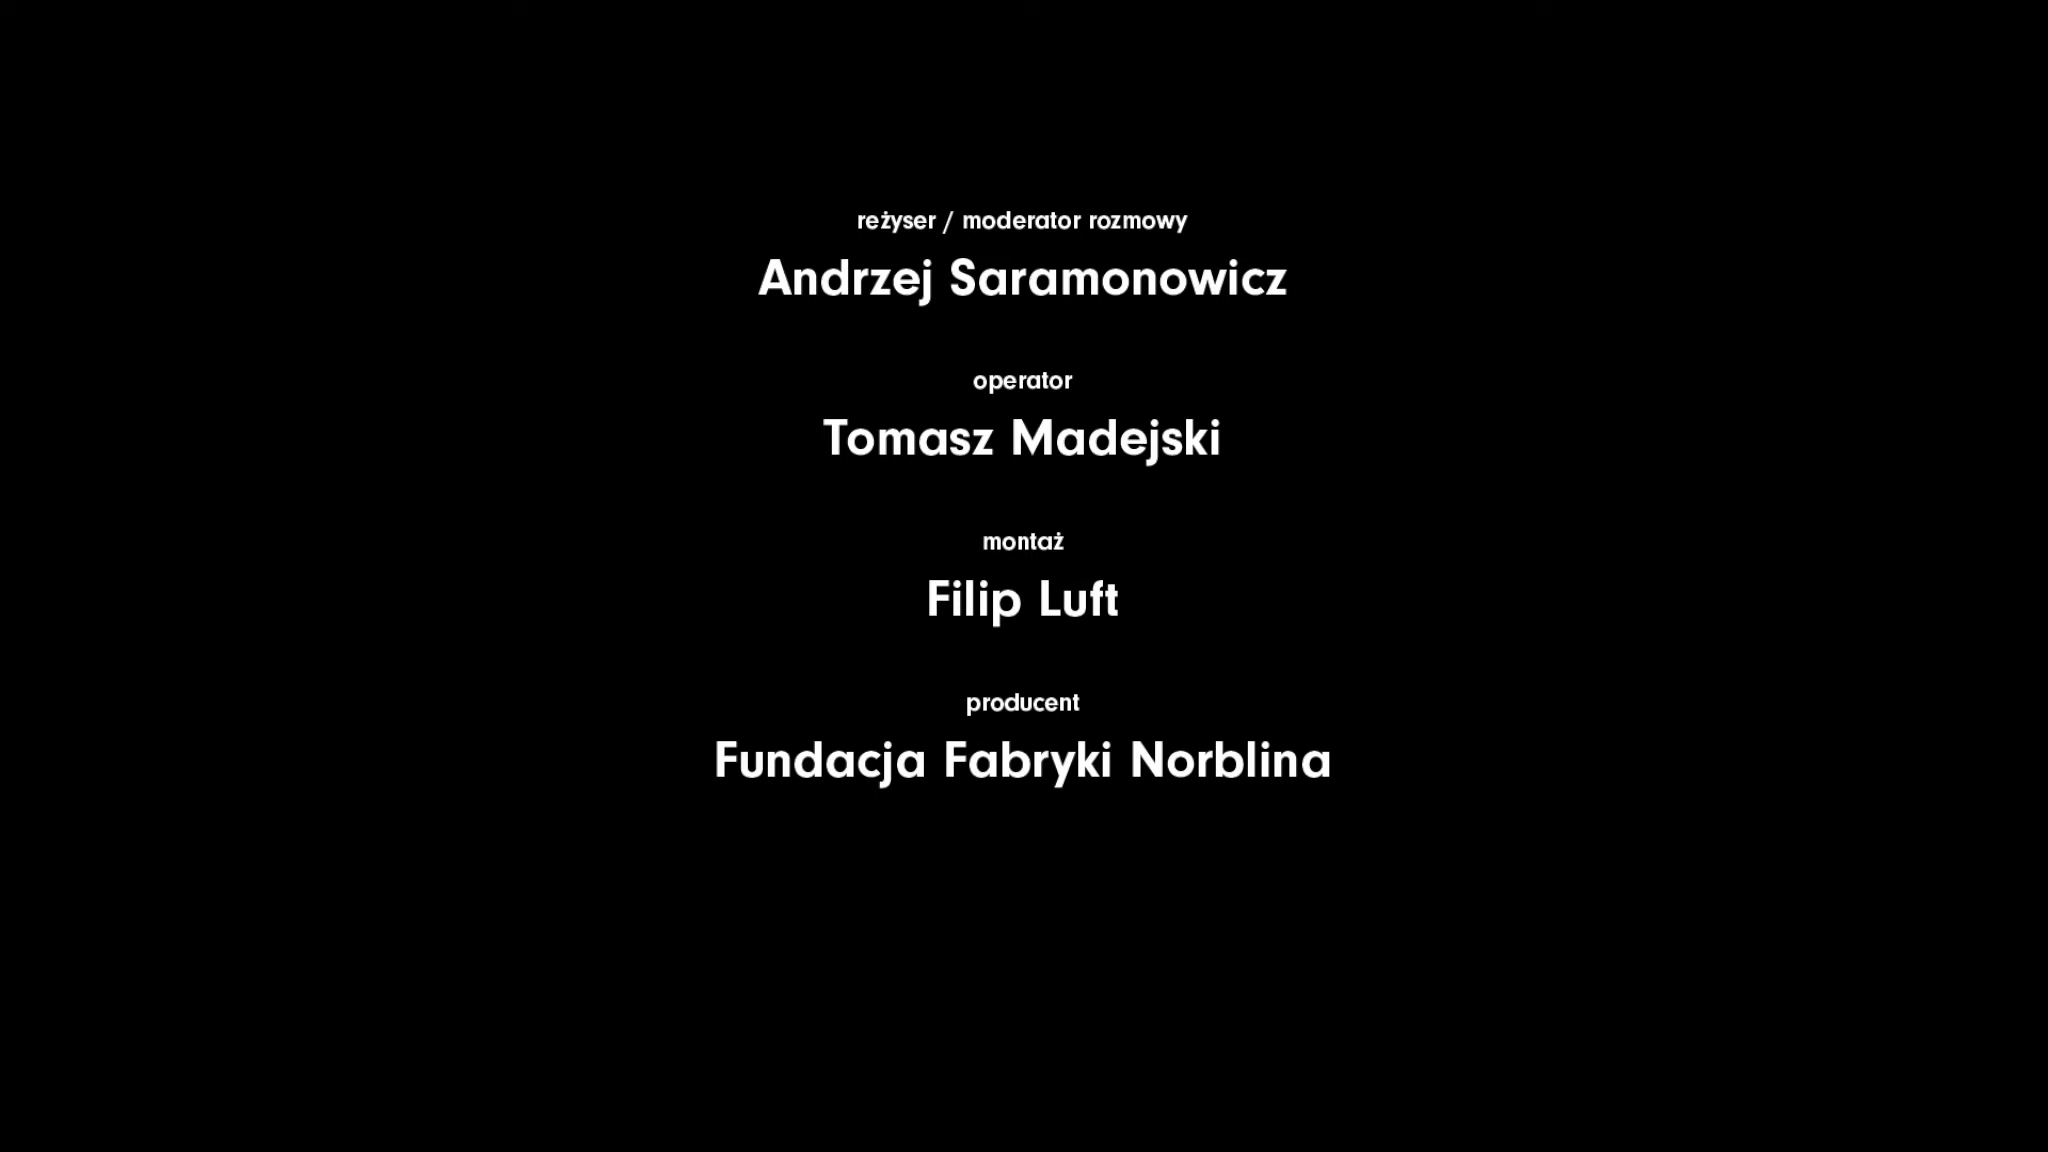 reżyser / moderator rozmowy
Andrzej Saramonowicz
operator
Tomasz Madejski
montaż
Filip Luft
producent
Fundacja Fabryki Norblina